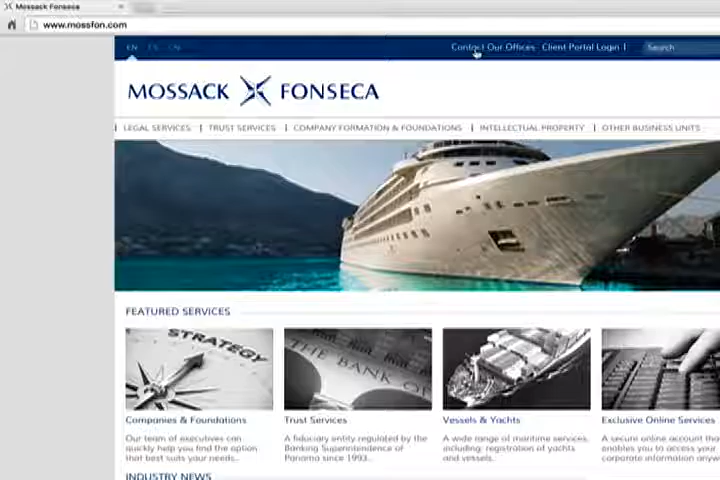 Mossack Fonseca
www.mossfon.com
EN ES CN
Contact Our Offices Client Portal Login | Search
MOSSACK FONSECA
| LEGAL SERVICES | TRUST SERVICES | COMPANY FORMATION & FOUNDATIONS | INTELLECTUAL PROPERTY | OTHER BUSINESS UNITS
FEATURED SERVICES
STRATEGY
THE BANK OF
Companies & Foundations
Our team of executives can
quickly help you find the option
that best suits your needs...
Trust Services
A fiduciary entity regulated by the
Banking Superintendence of
Panama since 1993...
Vessels & Yachts
A wide range of maritime services,
including: registration of yachts
and vessels.
Exclusive Online Services
A secure online account tha
enables you to access your
corporate information anyw
INDUSTRY NEWS